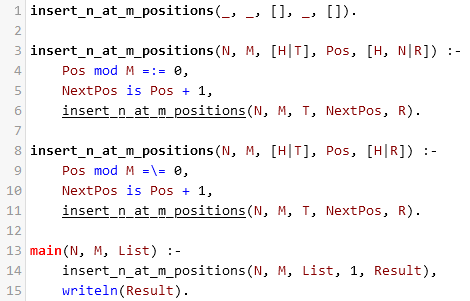 1 insert_n_at_m_positions(_, _, [], _, []).
2
3 insert_n_at_m_positions(N, M, [H|T], Pos, [H, N|R]) :-
4     Pos mod M =:= 0,
5     NextPos is Pos + 1,
6     insert_n_at_m_positions(N, M, T, NextPos, R).
7
8 insert_n_at_m_positions(N, M, [H|T], Pos, [H|R]) :-
9     Pos mod M =\= 0,
10     NextPos is Pos + 1,
11     insert_n_at_m_positions(N, M, T, NextPos, R).
12
13 main(N, M, List) :-
14     insert_n_at_m_positions(N, M, List, 1, Result),
15     writeln(Result).